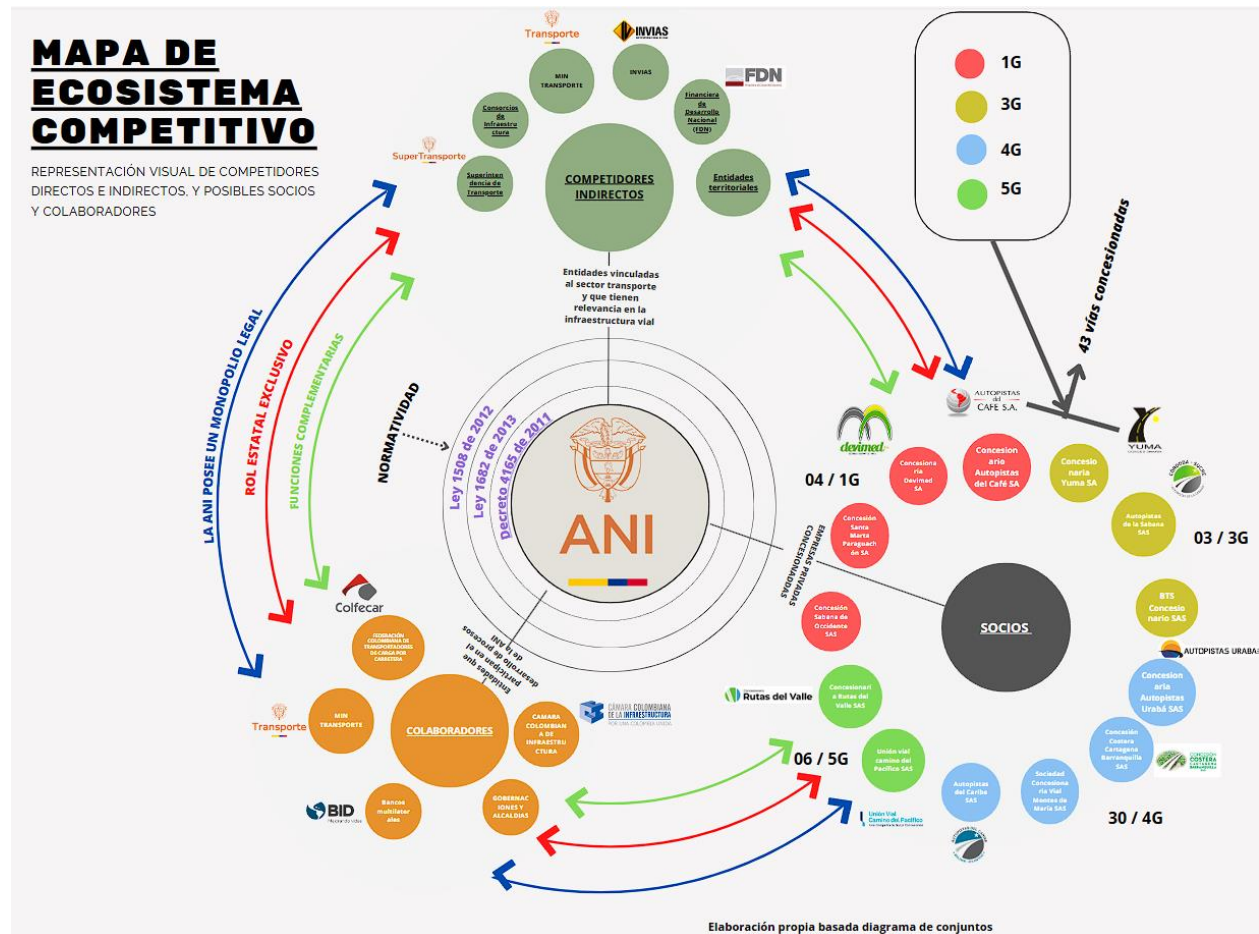 MAPA DE
ECOSISTEMA
COMPETITIVO
REPRESENTACIÓN VISUAL DE COMPETIDORES
DIRECTOS E INDIRECTOS, Y POSIBLES SOCIOS
Y COLABORADORES
Transporte
INVIAS
FDN
SuperTransporte
MIN
TRANSPORTE
INVIAS
Consorcios
de
Infraestru
ctura
Financiera
de
Desarrollo
Nacional
(FDN)
Superinten
dencia de
Transporte
COMPETIDORES
INDIRECTOS
Entidades
territoriales
Entidades vinculadas
al sector transporte
y que tienen
relevancia en la
infraestructura vial
1G
3G
4G
5G
43 vías concesionadas
LA ANI POSEE UN MONOPOLIO LEGAL
ROL ESTATAL EXCLUSIVO
FUNCIONES COMPLEMENTARIAS
NORMATIVIDAD
Ley 1508 de 2012
Ley 1682 de 2013
Decreto 4165 de 2011
ANI
EMPRESAS PRIVADAS
CONCESIONADDAS
SOCIOS
devimed
AUTOPISTAS
del
CAFE S.A.
YUMA
04 / 1G
Concesiona
ria Devimed
SA
Concesion
ario
Autopistas
del Café SA
Concesio
naria
Yuma SA
Autopistas
de la Sabana
SAS
03 / 3G
Concesión
Santa
Marta
Paraguach
ón SA
Concesión
Sabana de
Occidente
SAS
BTS
Concesio
nario SAS
AUTOPISTAS URABA
Concesion
aria
Autopistas
Urabá SAS
Concesión
Costera
Cartagena
Barranquilla
SAS
COSTERA
Sociedad
Concesiona
ria Vial
Montes de
María SAS
30 / 4G
Autopistas
del Caribe
SAS
Rutas del Valle
Concesionari
o Rutas del
Valle SAS
06 / 5G
Unión vial
camino del
Pacífico SAS
Unión Vial
Camino del Pacífico
Colfecar
FEDERACIÓN
COLOMBIANA DE
TRANSPORTADORES
DE CARGA POR
CARRETERA
Entidades que
participan en el
desarrollo de procesos
de la ANI
Transporte
MIN
TRANSPORTE
COLABORADORES
CAMARA
COLOMBIAN
A DE
INFRAESTRU
CTURA
CÁMARA COLOMBIANA
DE LA INFRAESTRUCTURA
BID
Bancos
multilater
ales
GOBERNAC
IONES Y
ALCALDIAS
Elaboración propia basada diagrama de conjuntos